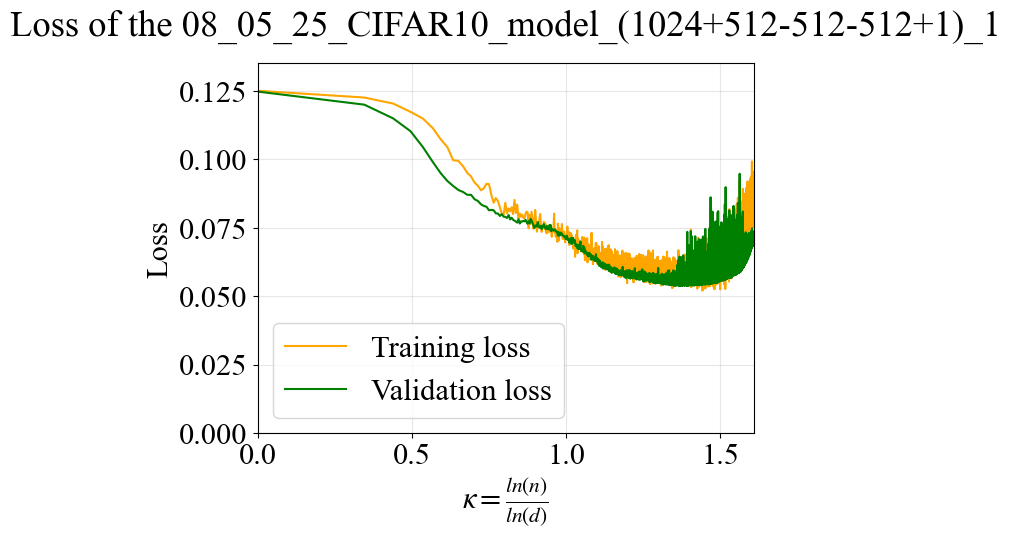 Loss of the 08_05_25_CIFAR10_model_(1024+512-512-512+1)_1
0.125
0.100
0.075
0.050
0.025
0.000
Loss
Training loss
Validation loss
0.0 0.5 1.0 1.5
κ = ln(n) / ln(d)